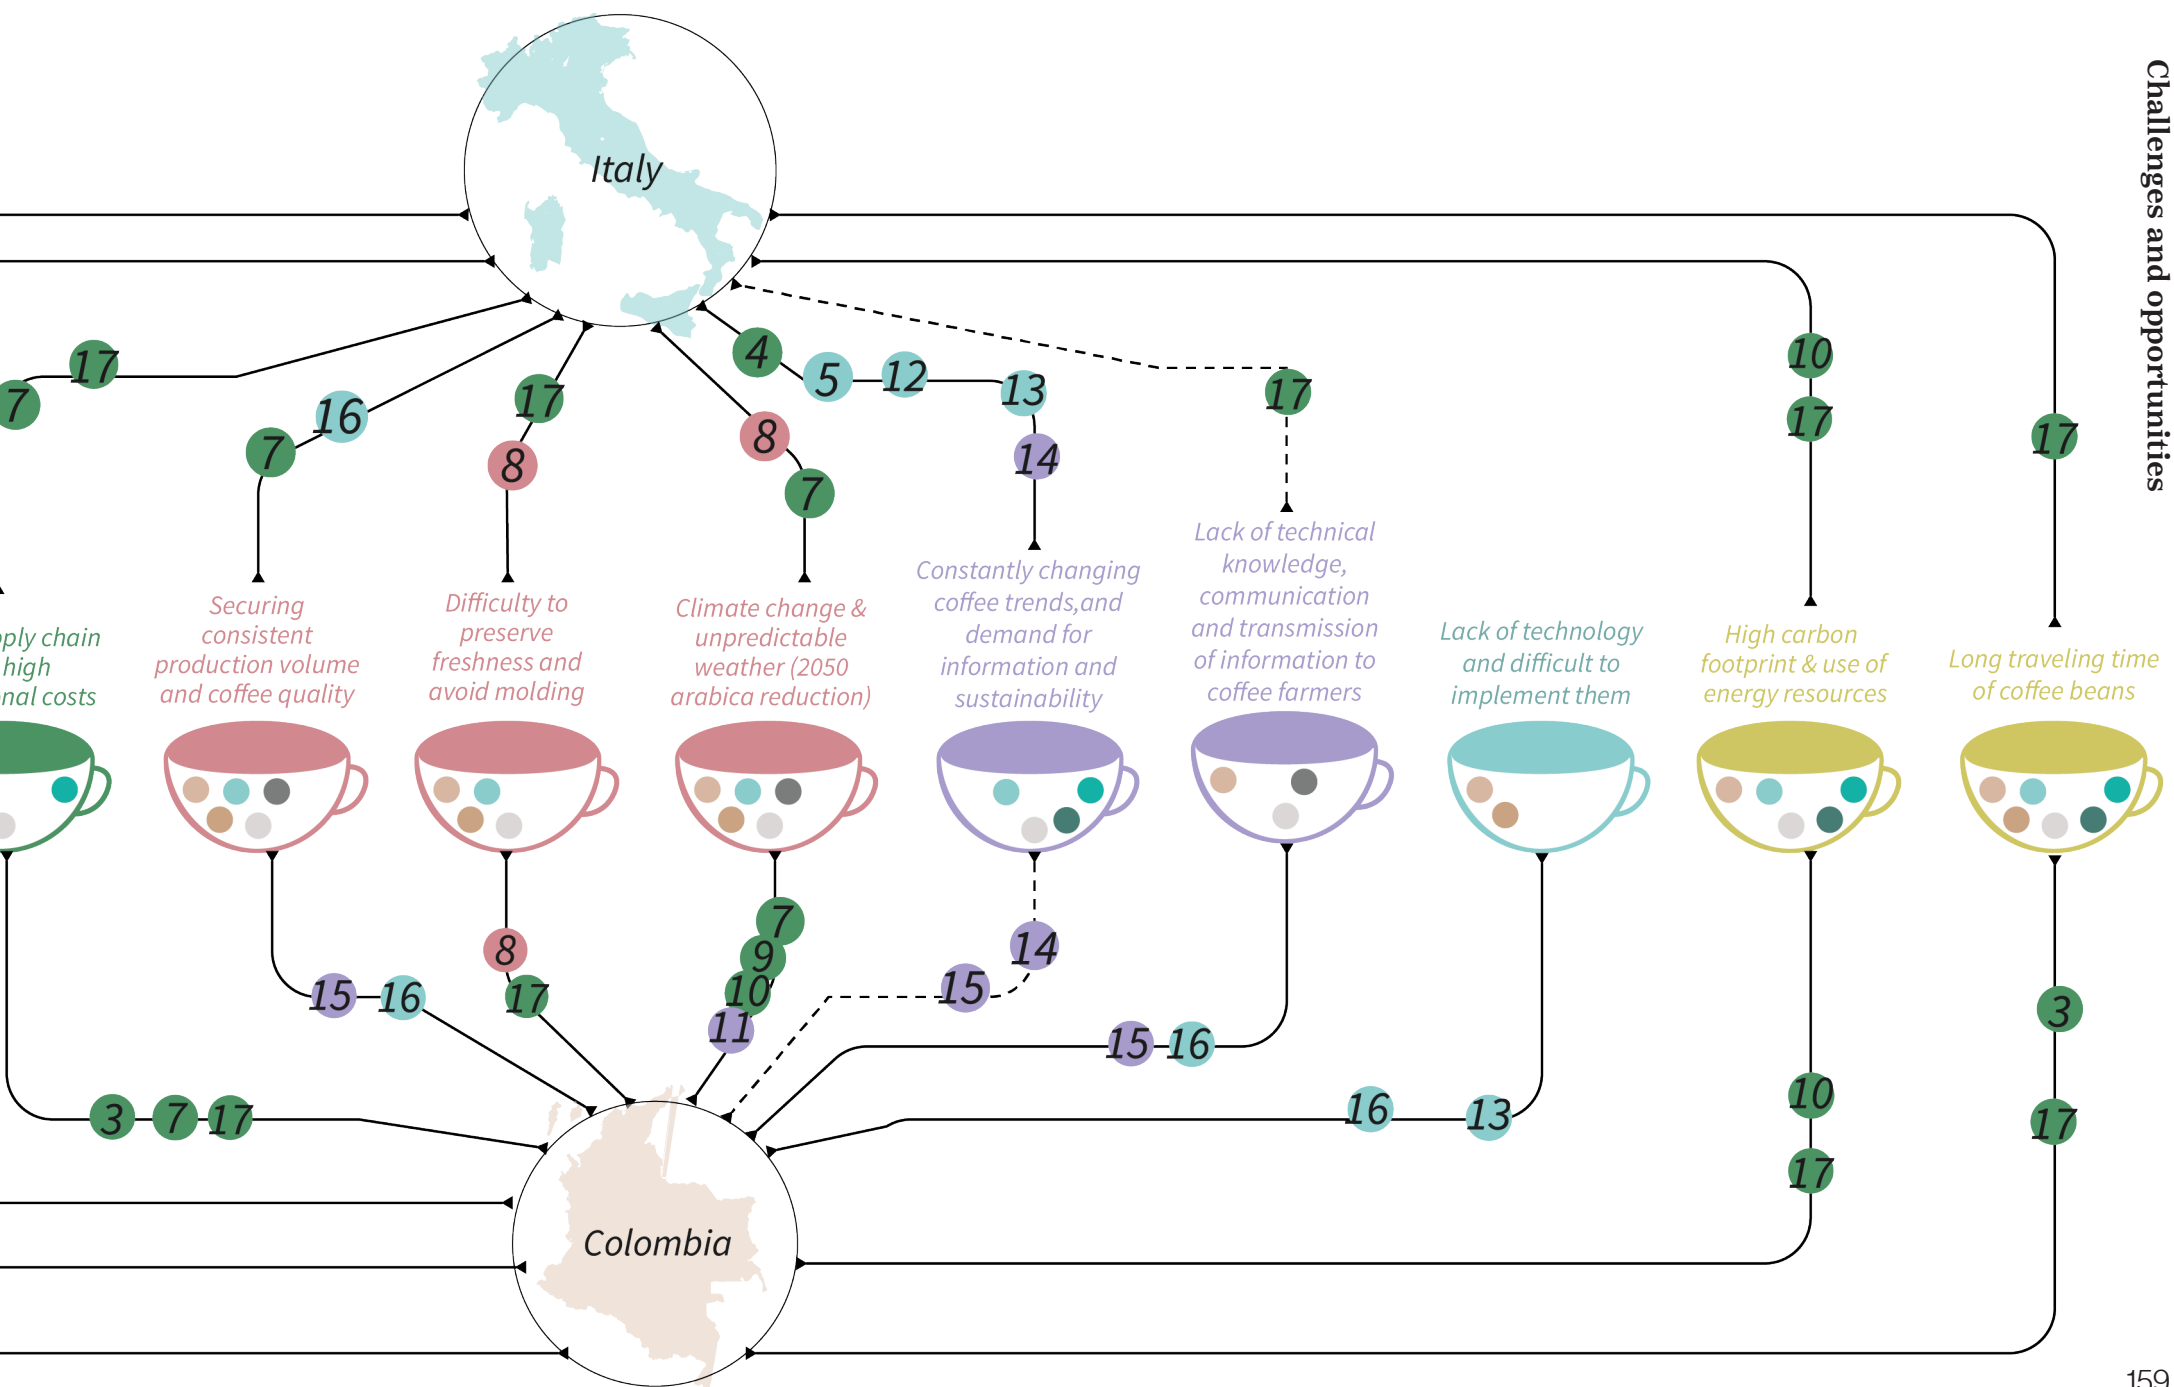 Challenges and opportunities
Italy
17
7
16
7
17
8
8
7
4
5
12
13
14
17
10
17
17
ply chain
high
nal costs
Securing
consistent
production volume
and coffee quality
Difficulty to
preserve
freshness and
avoid molding
Climate change &
unpredictable
weather (2050
arabica reduction)
Constantly changing
coffee trends,and
demand for
information and
sustainability
Lack of technical
knowledge,
communication
and transmission
of information to
coffee farmers
Lack of technology
and difficult to
implement them
High carbon
footprint & use of
energy resources
Long traveling time
of coffee beans
3
7
17
15
16
8
17
7
9
10
11
14
15
15
16
16
13
10
17
3
17
Colombia
159